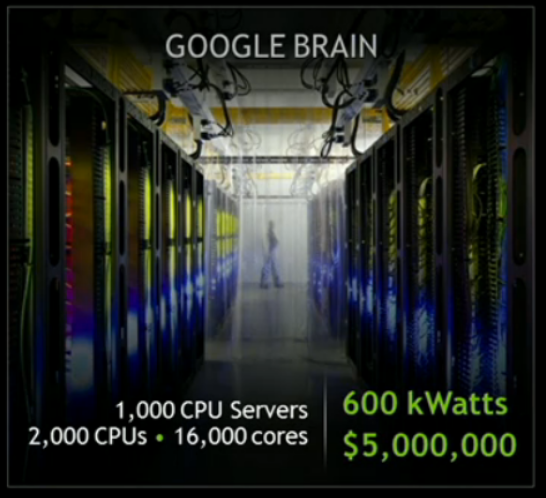 GOOGLE BRAIN
1,000 CPU Servers
2,000 CPUs • 16,000 cores
600 kWatts
$5,000,000